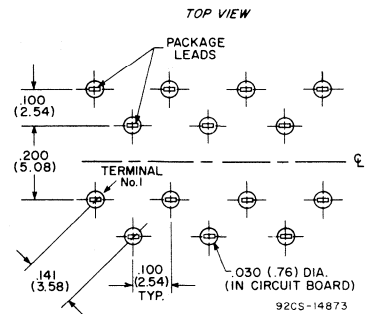 TOP VIEW
PACKAGE
LEADS
.100
(2.54)
.200
(5.08)
℄
TERMINAL
No.1
.141
(3.58)
.100
(2.54)
TYP.
.030 (.76) DIA.
(IN CIRCUIT BOARD)
92CS-14873